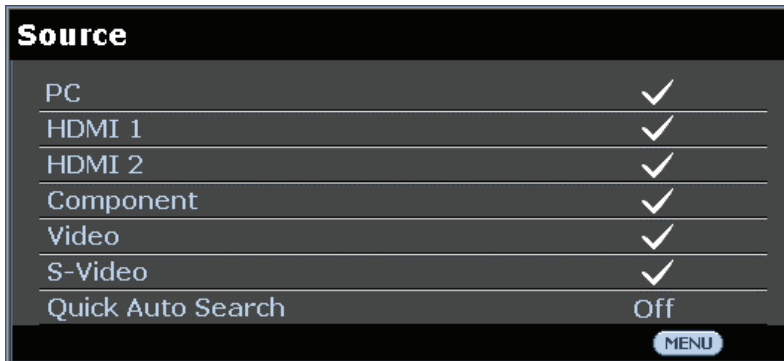 Source
PC
HDMI 1
HDMI 2
Component
Video
S-Video
Quick Auto Search Off
MENU